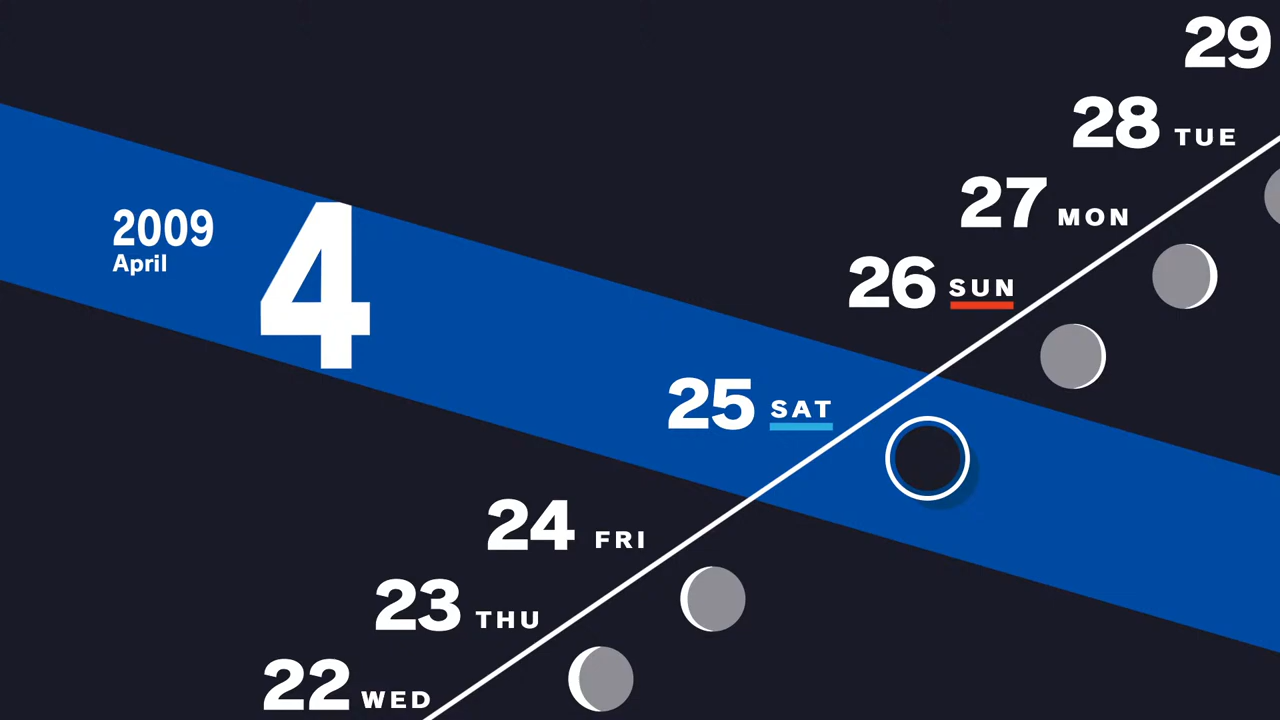 2009
April
4
29
28 TUE
27 MON
26 SUN
25 SAT
24 FRI
23 THU
22 WED